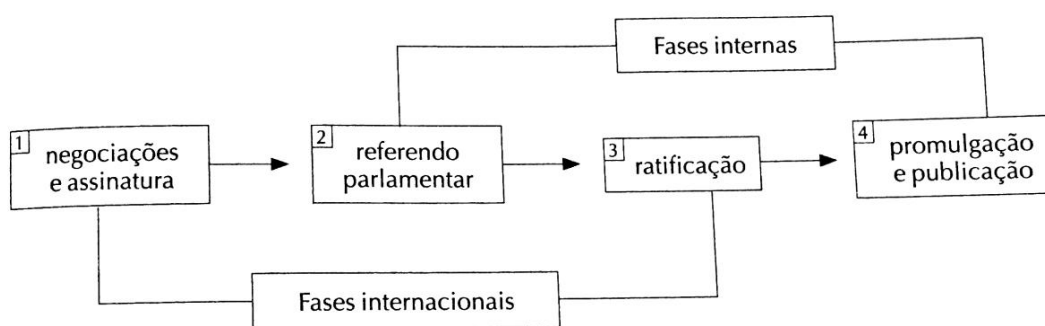 Fases internas
1
negociações
e assinatura
2
referendo
parlamentar
3
ratificação
4
promulgação
e publicação
Fases internacionais